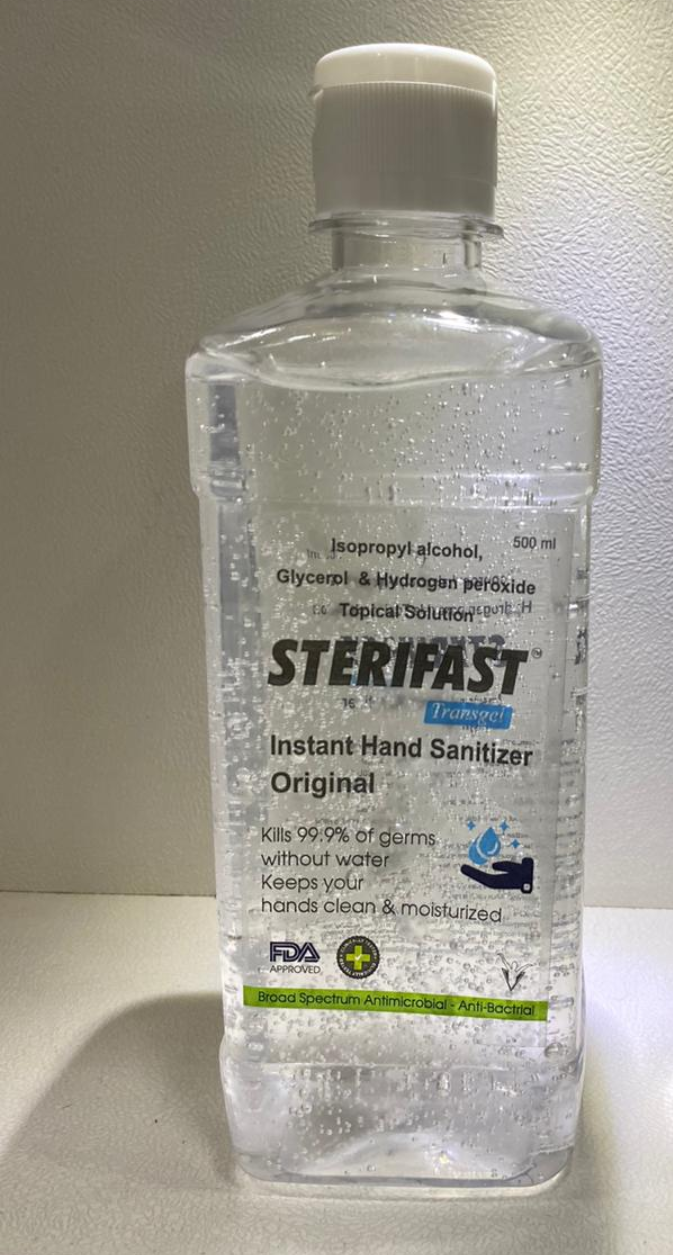 Isopropyl alcohol,
500 ml
Glycerol & Hydrogen peroxide
Topical Solution
STERIFAST™
Transgel
Instant Hand Sanitizer
Original
Kills 99.9% of germs
without water
Keeps your
hands clean & moisturized
FDA
APPROVED
Broad Spectrum Antimicrobial - Anti-Bactrial